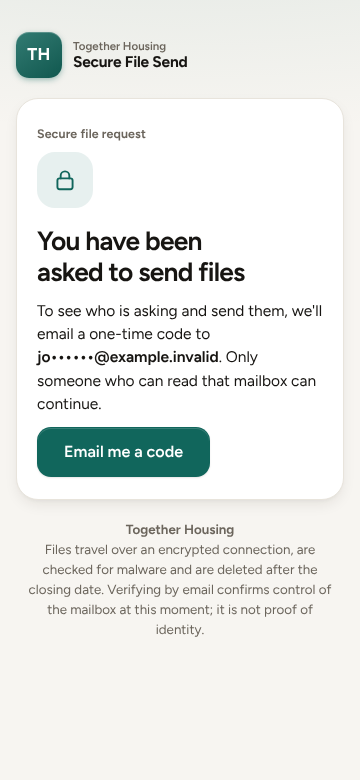 TH
Together Housing
Secure File Send
Secure file request
You have been
asked to send files
To see who is asking and send them, we'll
email a one-time code to
jo••••••@example.invalid. Only
someone who can read that mailbox can
continue.
Email me a code
Together Housing
Files travel over an encrypted connection, are
checked for malware and are deleted after the
closing date. Verifying by email confirms control of
the mailbox at this moment; it is not proof of
identity.